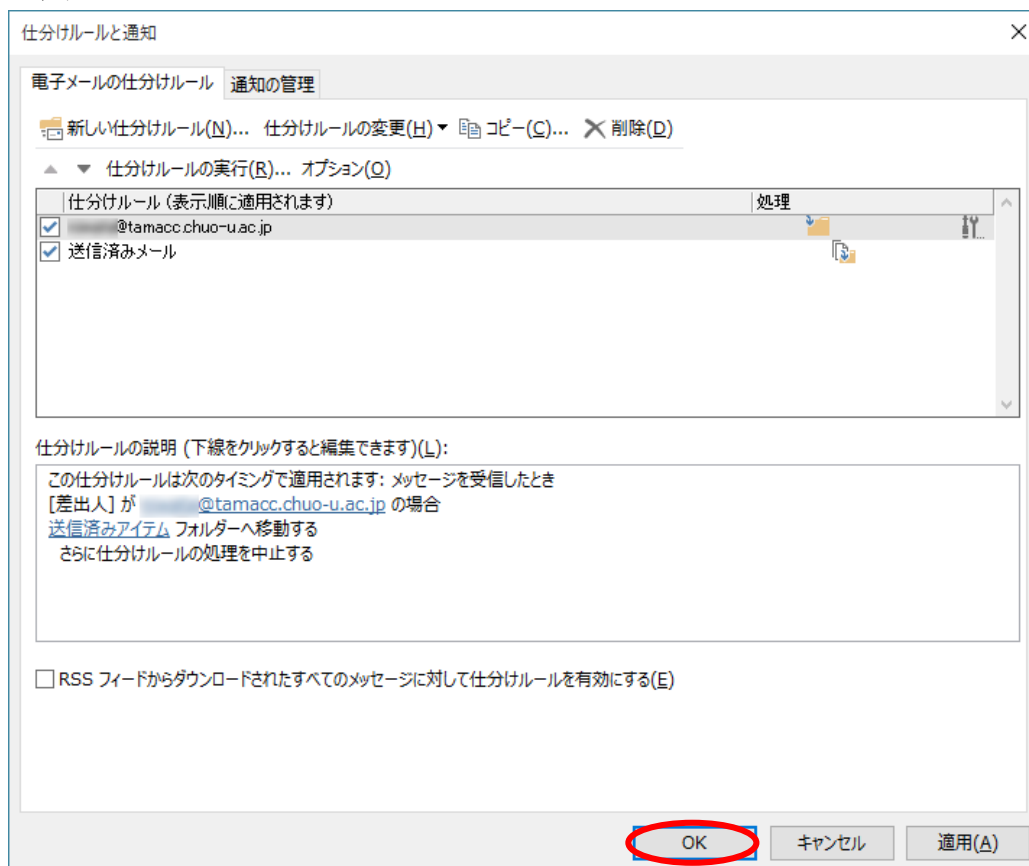 仕分けルールと通知
電子メールの仕分けルール 通知の管理
新しい仕分けルール(N)... 仕分けルールの変更(H) コピー(C)... 削除(D)
仕分けルールの実行(R)... オプション(O)
仕分けルール (表示順に適用されます) 処理
@tamacc.chuo-u.ac.jp
送信済みメール
仕分けルールの説明 (下線をクリックすると編集できます)(L):
この仕分けルールは次のタイミングで適用されます: メッセージを受信したとき
[差出人] が @tamacc.chuo-u.ac.jp の場合
送信済みアイテム フォルダーへ移動する
さらに仕分けルールの処理を中止する
RSS フィードからダウンロードされたすべてのメッセージに対して仕分けルールを有効にする(E)
OK キャンセル 適用(A)